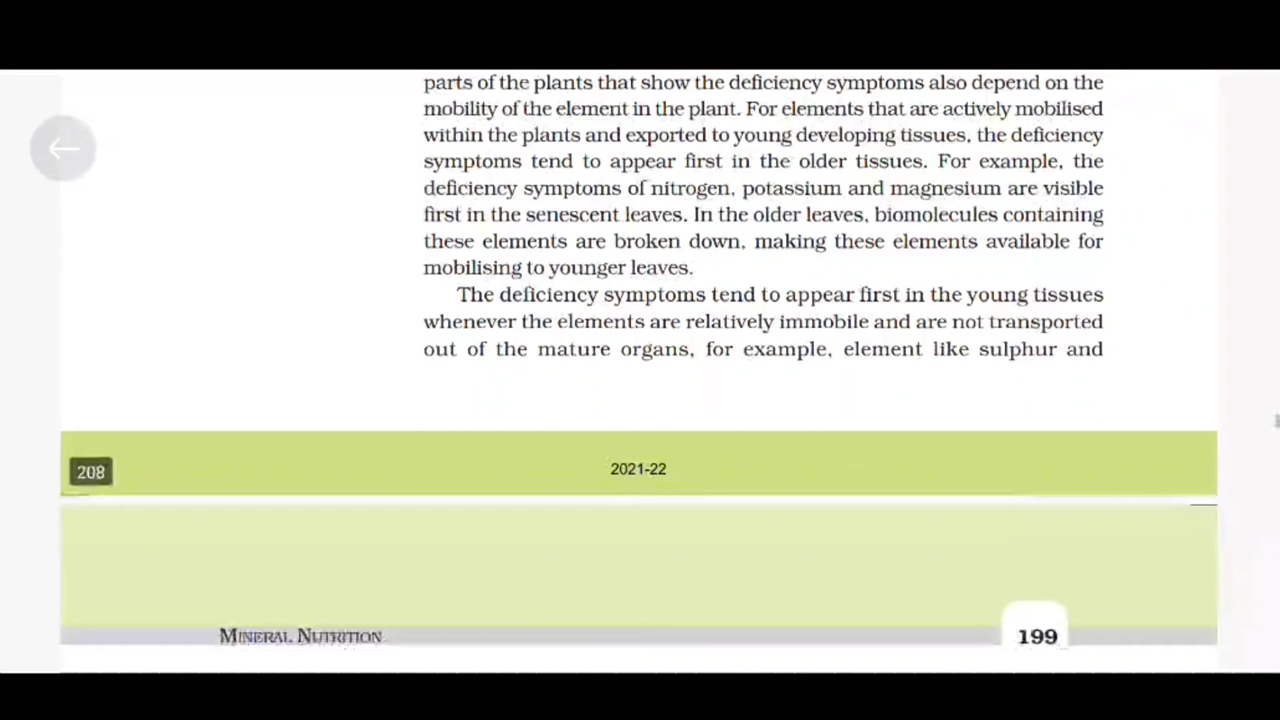 parts of the plants that show the deficiency symptoms also depend on the
mobility of the element in the plant. For elements that are actively mobilised
within the plants and exported to young developing tissues, the deficiency
symptoms tend to appear first in the older tissues. For example, the
deficiency symptoms of nitrogen, potassium and magnesium are visible
first in the senescent leaves. In the older leaves, biomolecules containing
these elements are broken down, making these elements available for
mobilising to younger leaves.
The deficiency symptoms tend to appear first in the young tissues
whenever the elements are relatively immobile and are not transported
out of the mature organs, for example, element like sulphur and
208
2021-22
MINERAL NUTRITION
199